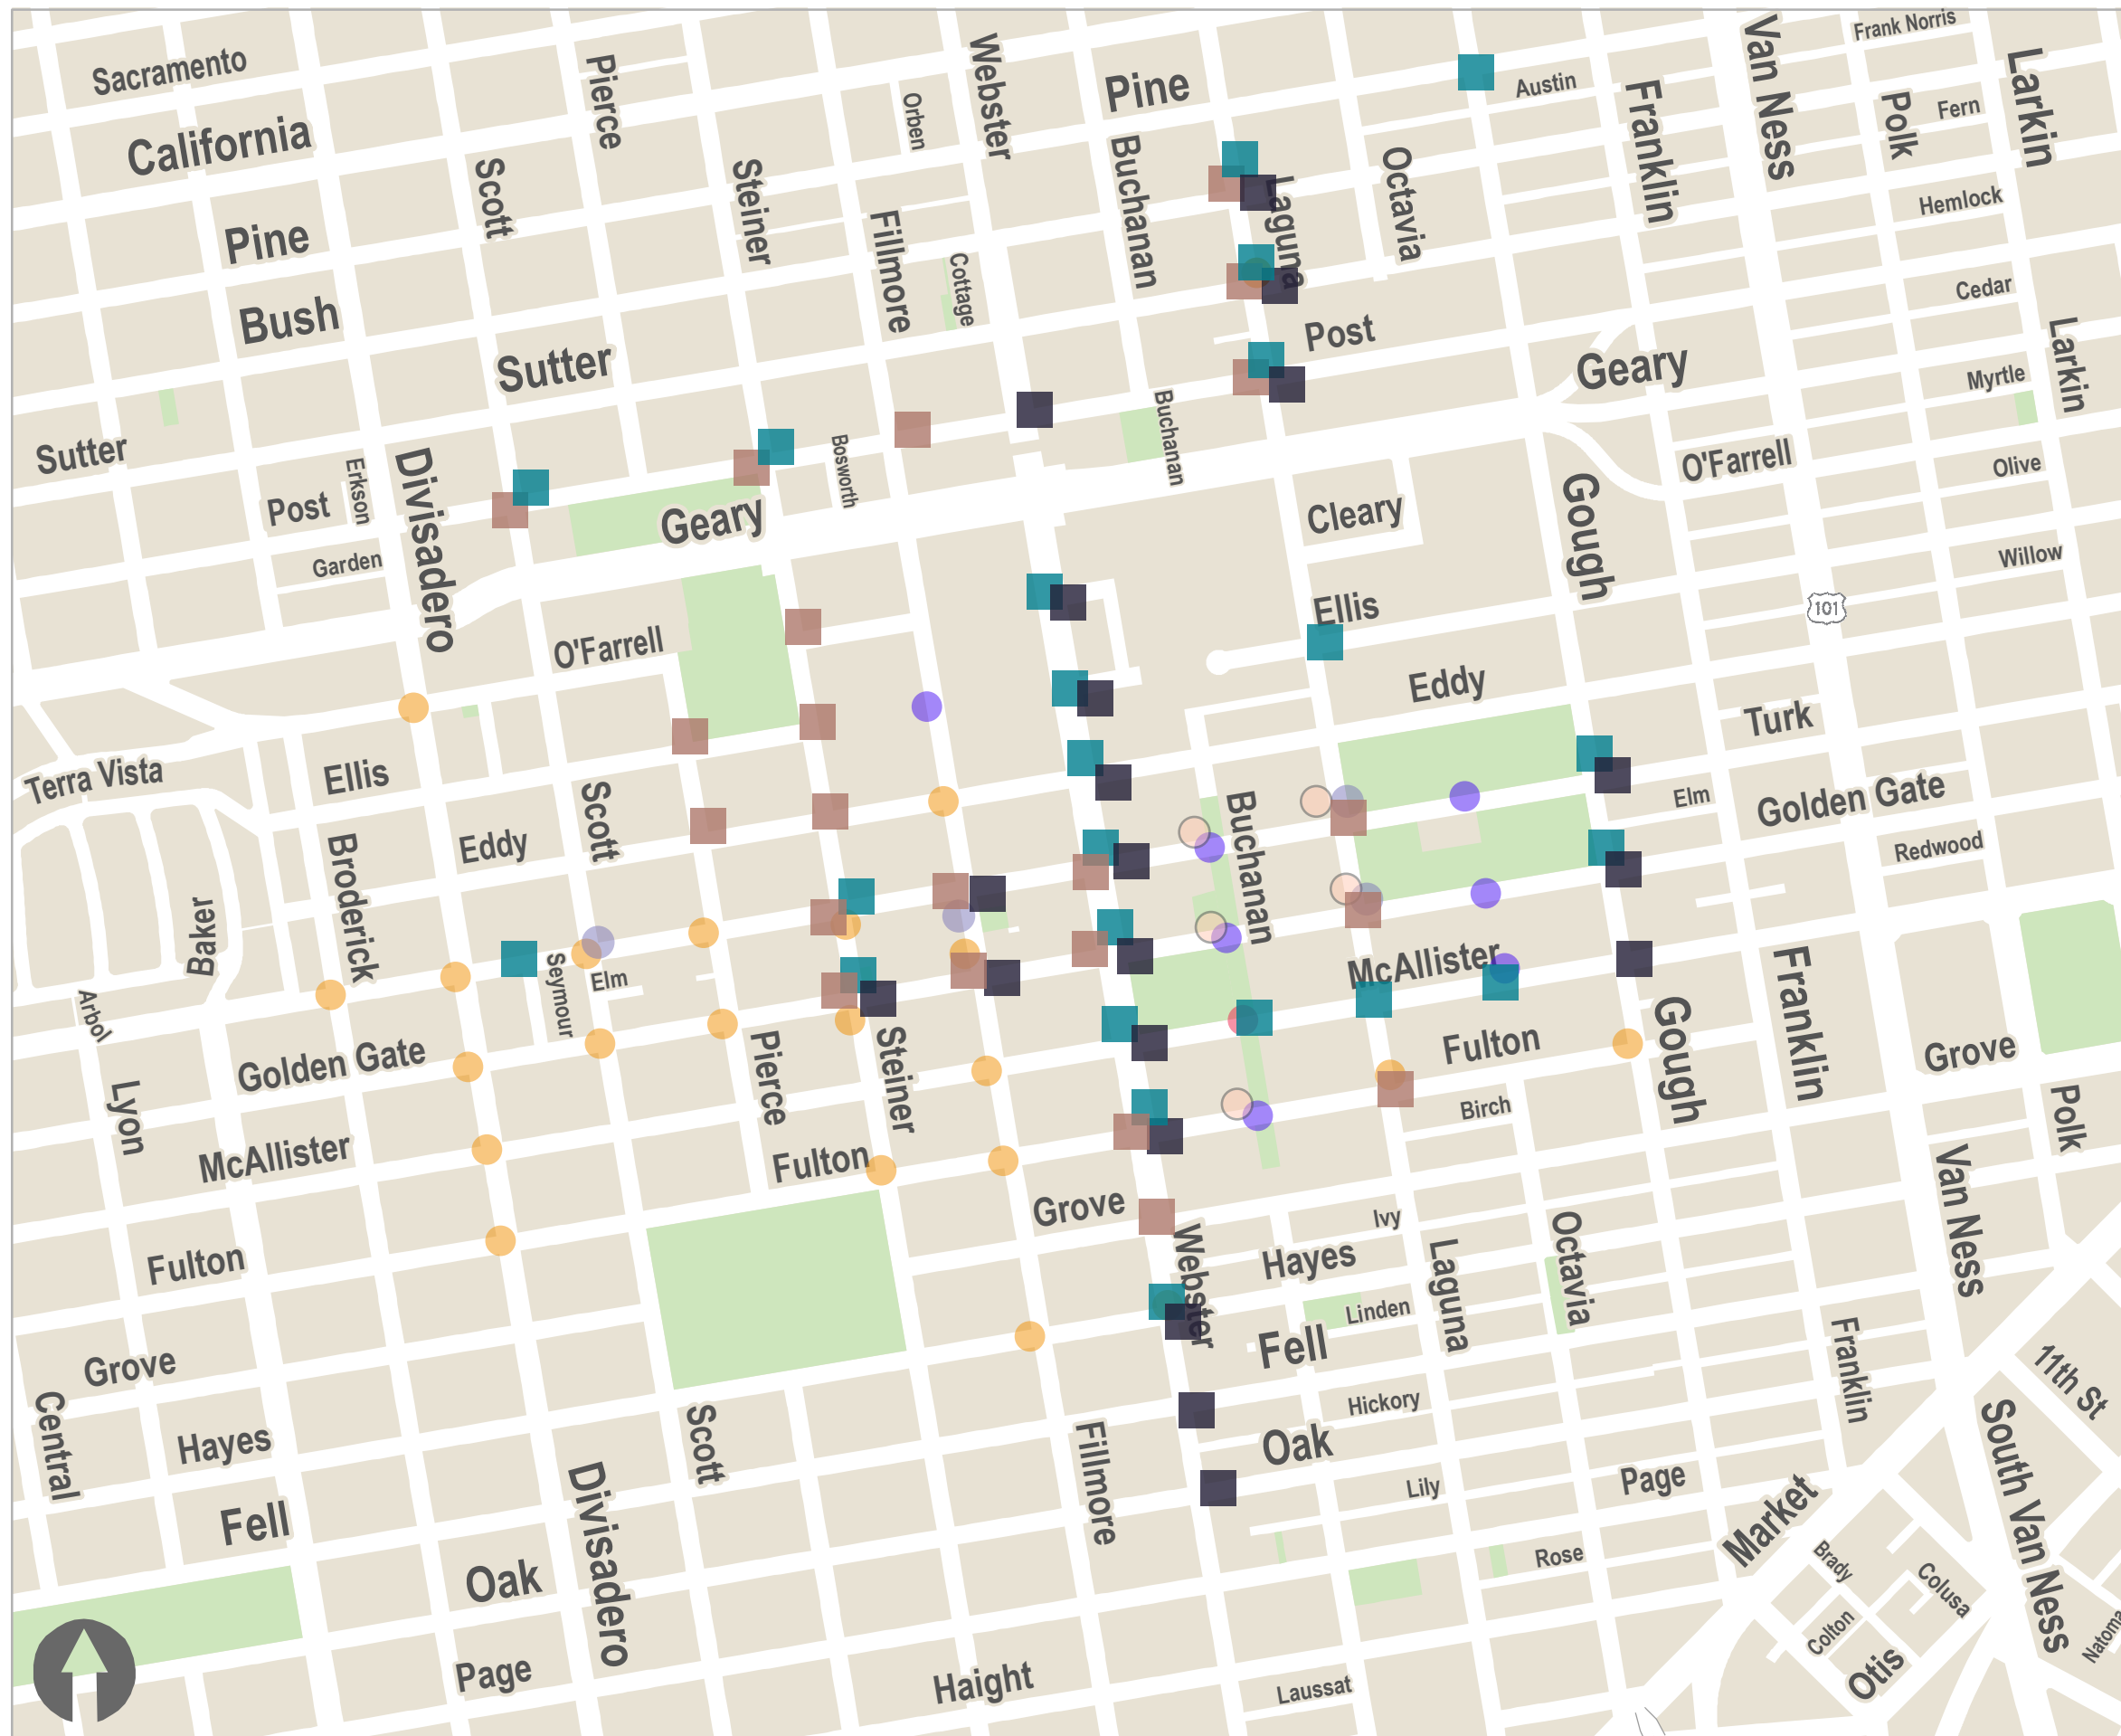 Frank Norris
Van Ness
Webster
Larkin
Pierce
Sacramento
Pine
Austin
Franklin
Polk
Fern
Orben
California
Buchanan
Octavia
Scott
Steiner
Laguna
Hemlock
Pine
Fillmore
Cottage
Cedar
Bush
Post
Larkin
Sutter
Geary
Myrtle
Buchanan
Sutter
Bosworth
O'Farrell
Olive
Divisadero
Erkson
Post
Geary
Cleary
Gough
Garden
Willow
Ellis
101
O'Farrell
Eddy
Turk
Terra Vista
Ellis
Scott
Buchanan
Elm
Golden Gate
Broderick
Eddy
Redwood
Baker
McAllister
Franklin
Seymour
Elm
Arbol
Gough
Golden Gate
Pierce
Steiner
Fulton
Grove
Lyon
Birch
Polk
McAllister
Fulton
Van Ness
Grove
Ivy
Octavia
Webster
Hayes
Laguna
Fulton
Linden
Franklin
Grove
Fell
11th St
Central
Hickory
South Van Ness
Scott
Fillmore
Hayes
Oak
Lily
Page
Market
Fell
Divisadero
Rose
Brady
Colusa
Oak
Colton
Natoma
Otis
Page
Haight
Laussat